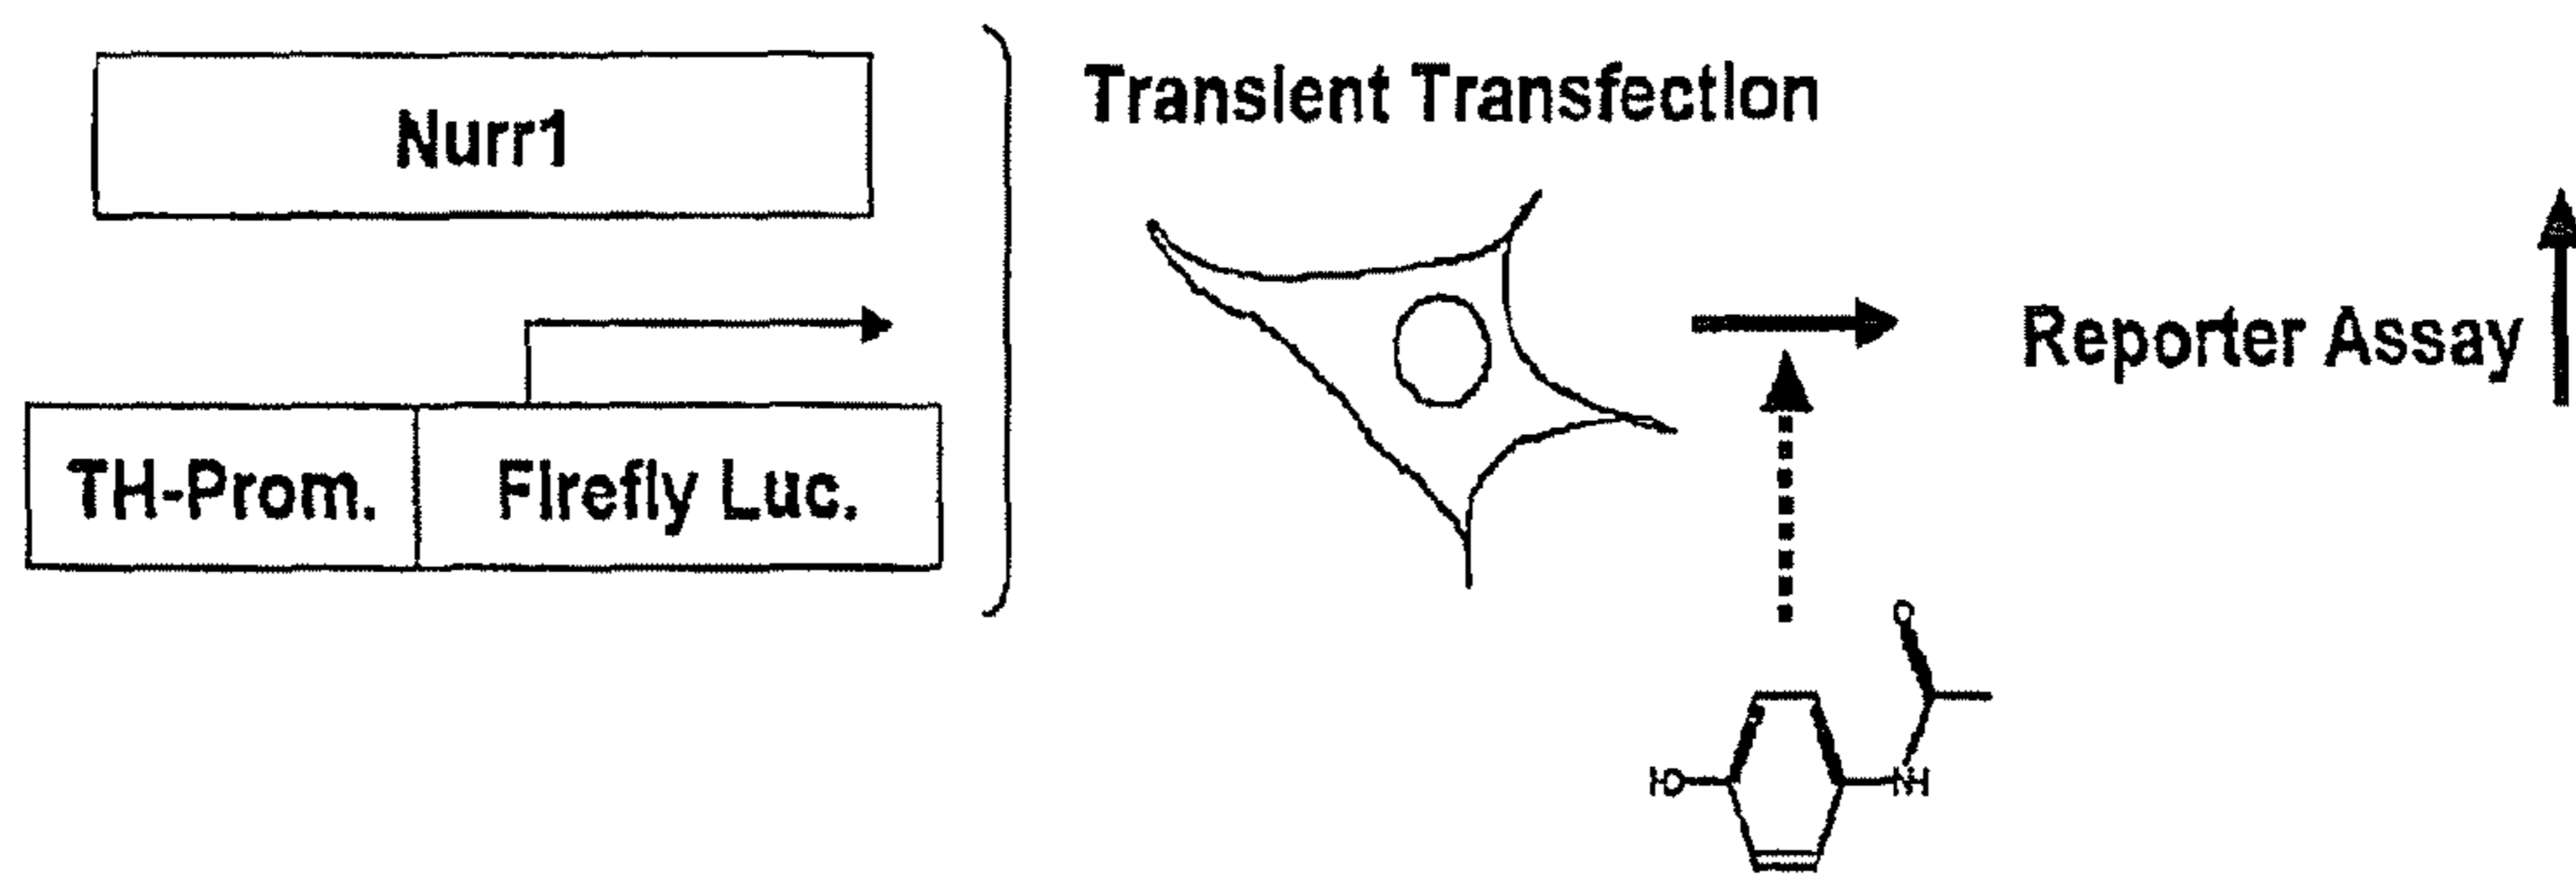 Nurr1
TH-Prom.
Firefly Luc.
Transient Transfection
Reporter Assay
O
HO
NH